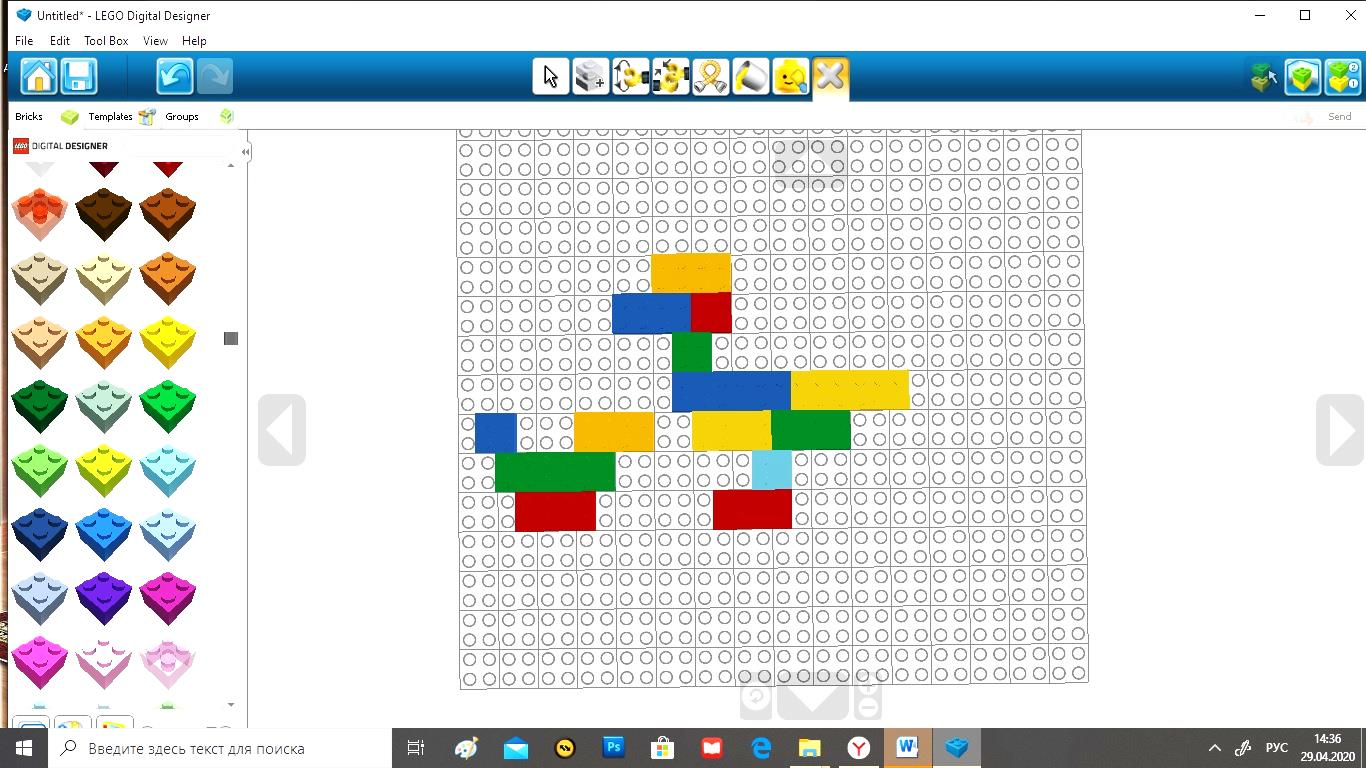 Untitled* - LEGO Digital Designer
File Edit Tool Box View Help
Bricks Templates Groups Send
LEGO DIGITAL DESIGNER
Введите здесь текст для поиска
Ps
W
РУС
14:36
29.04.2020